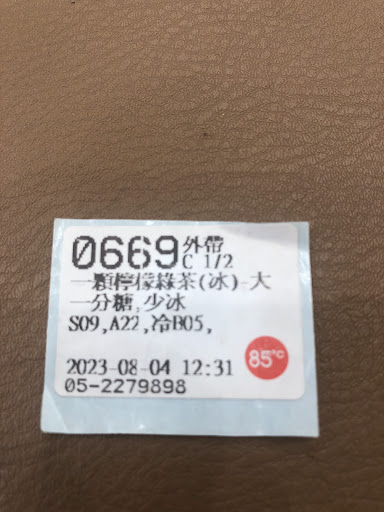 0669外帶
C 1/2
一顆檸檬綠茶(冰)-大
一分糖,少冰
S09,A22,冷B05,
2023-08-04 12:31
85°C
05-2279898